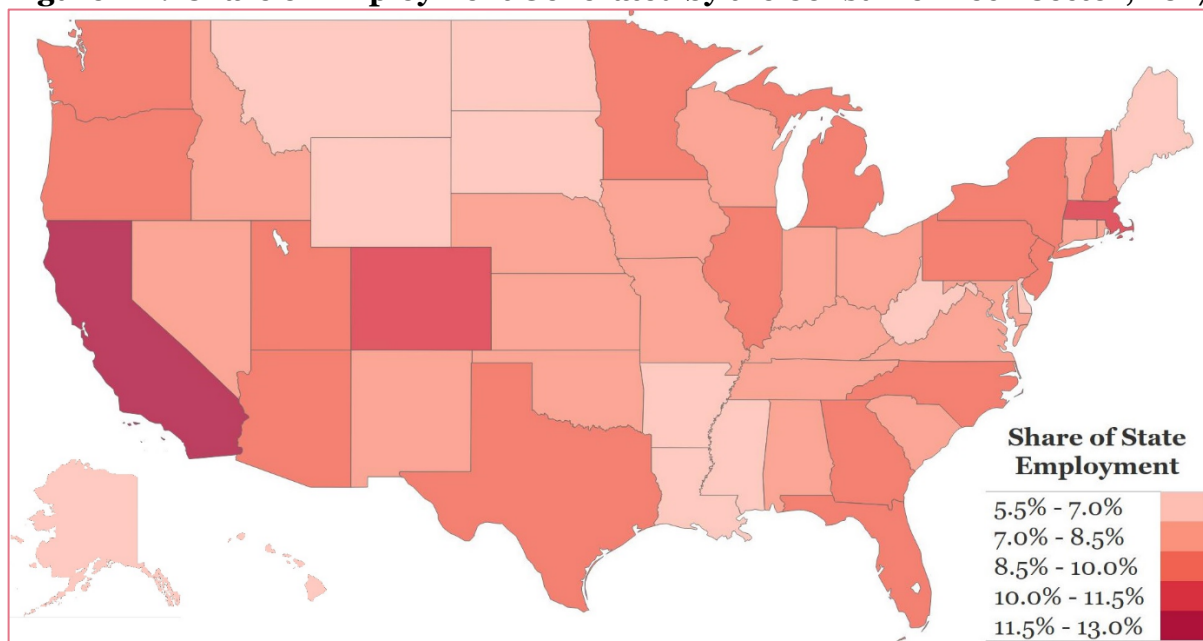 Share of State
Employment
5.5% - 7.0%
7.0% - 8.5%
8.5% - 10.0%
10.0% - 11.5%
11.5% - 13.0%